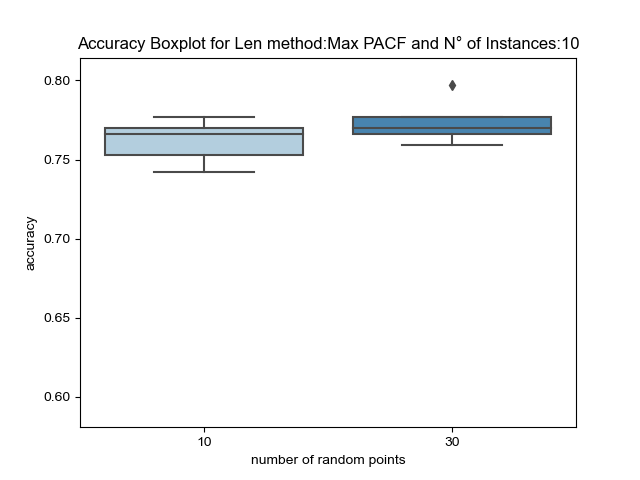 Accuracy Boxplot for Len method:Max PACF and N° of Instances:10
0.80
0.75
0.70
0.65
0.60
accuracy
10
30
number of random points